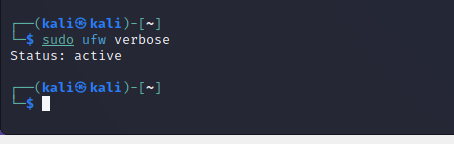 ┌──(kali㉿kali)-[~]
└─$ sudo ufw verbose
Status: active
┌──(kali㉿kali)-[~]
└─$